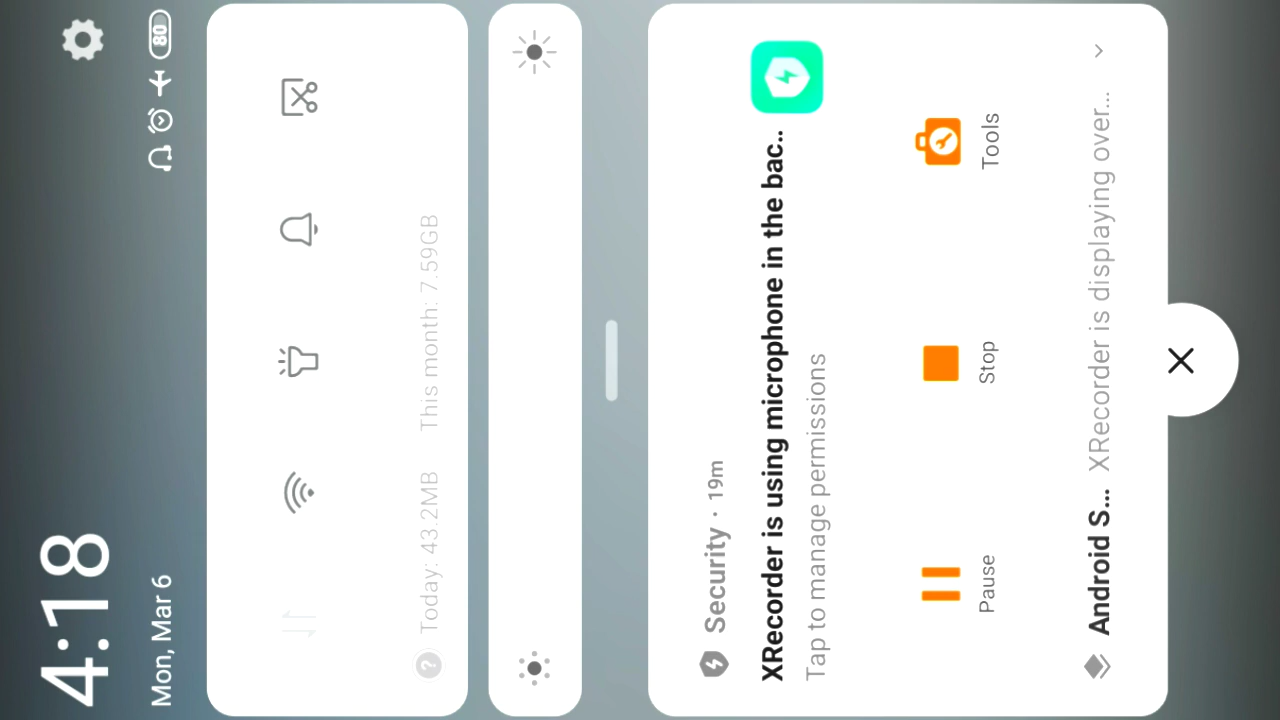 4:18
Mon, Mar 6
80
Today: 43.2MB This month: 7.59GB
Security · 19m
XRecorder is using microphone in the bac..
Tap to manage permissions
Pause Stop Tools
Android S... XRecorder is displaying over...